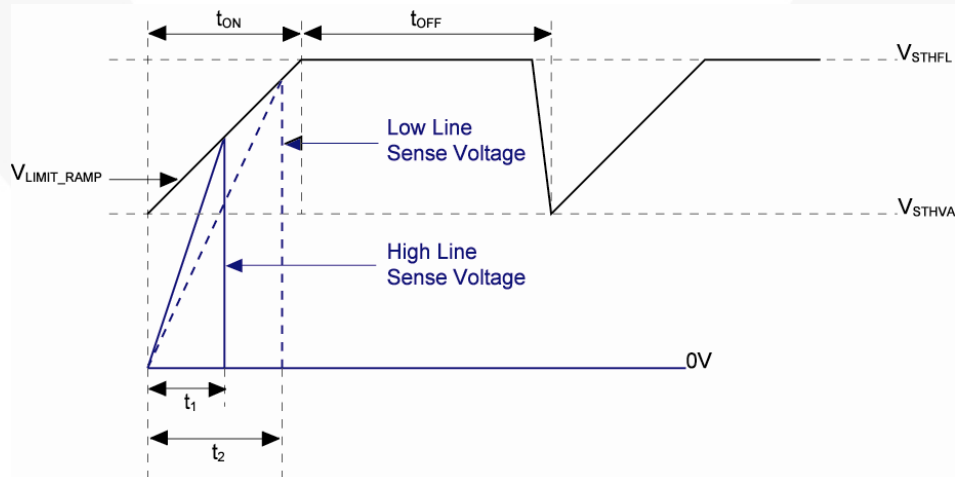 tON
tOFF
VSTHFL
Low Line
Sense Voltage
VLIMIT_RAMP
VSTHVA
High Line
Sense Voltage
0V
t1
t2